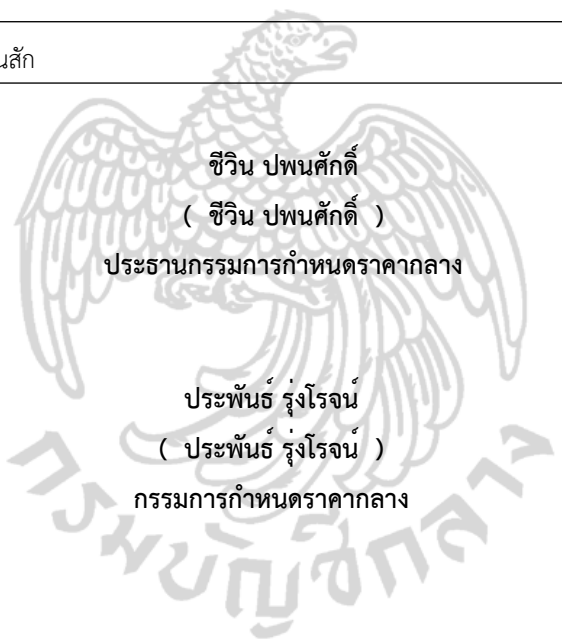 นสัก
ชีวิน ปพนศักดิ์
( ชีวิน ปพนศักดิ์ )
ประธานกรรมการกำหนดราคากลาง
ประพันธ์ รุ่งโรจน์
( ประพันธ์ รุ่งโรจน์ )
กรรมการกำหนดราคากลาง
กรมบัญชีกลาง